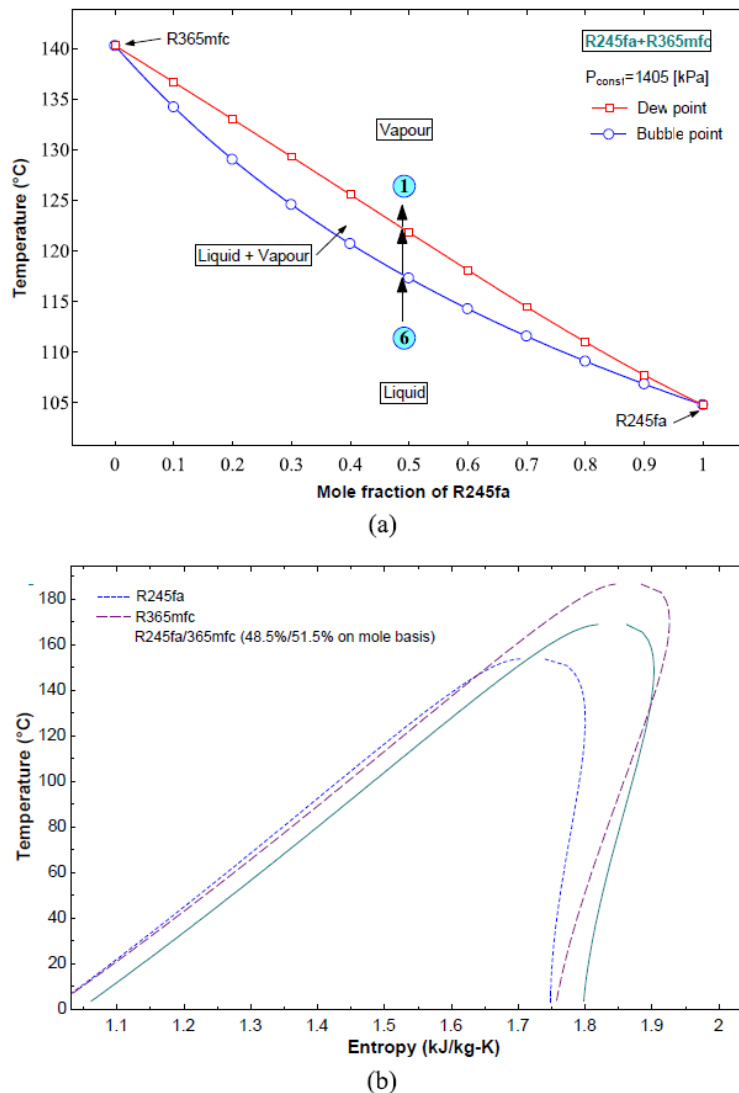 R365mfc
R245fa+R365mfc
P_const=1405 [kPa]
Dew point
Bubble point
Vapour
1
Liquid + Vapour
6
Liquid
R245fa
140
135
130
125
120
115
110
105
Temperature (°C)
0 0.1 0.2 0.3 0.4 0.5 0.6 0.7 0.8 0.9 1
Mole fraction of R245fa
(a)
R245fa
R365mfc
R245fa/365mfc (48.5%/51.5% on mole basis)
180
160
140
120
100
80
60
40
20
0
Temperature (°C)
1.1 1.2 1.3 1.4 1.5 1.6 1.7 1.8 1.9 2
Entropy (kJ/kg-K)
(b)